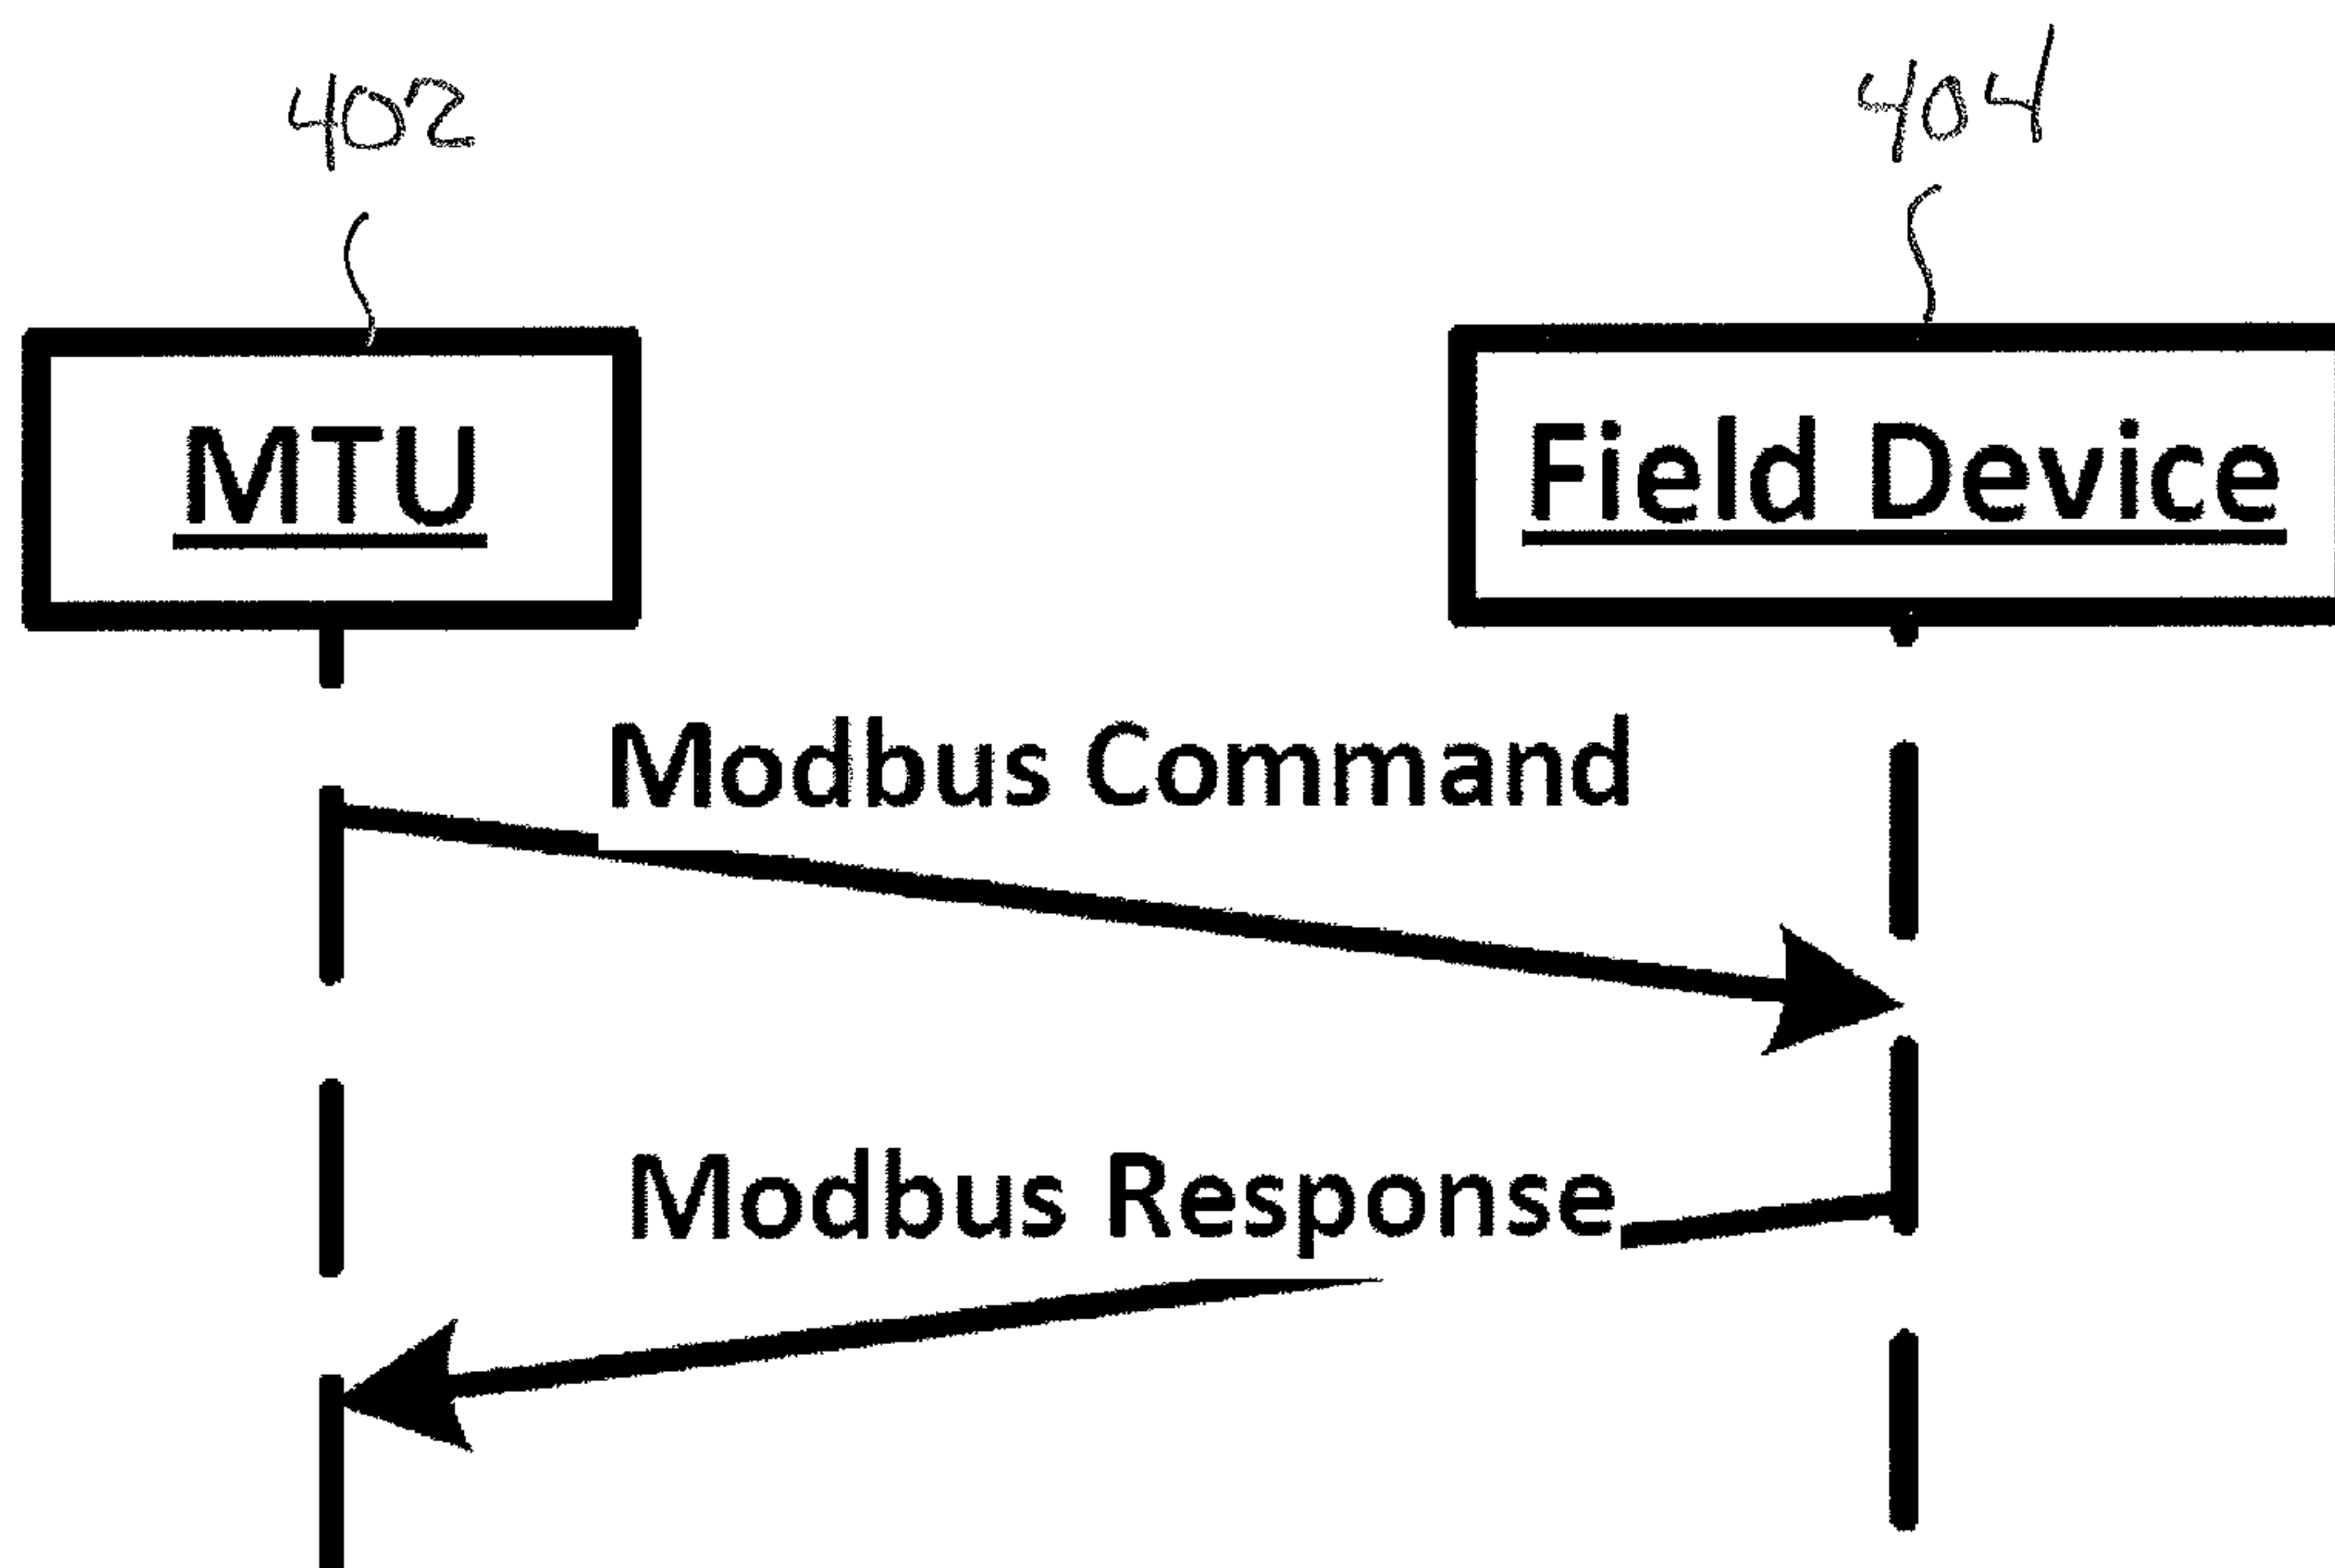 402
404
MTU
Field Device
Modbus Command
Modbus Response